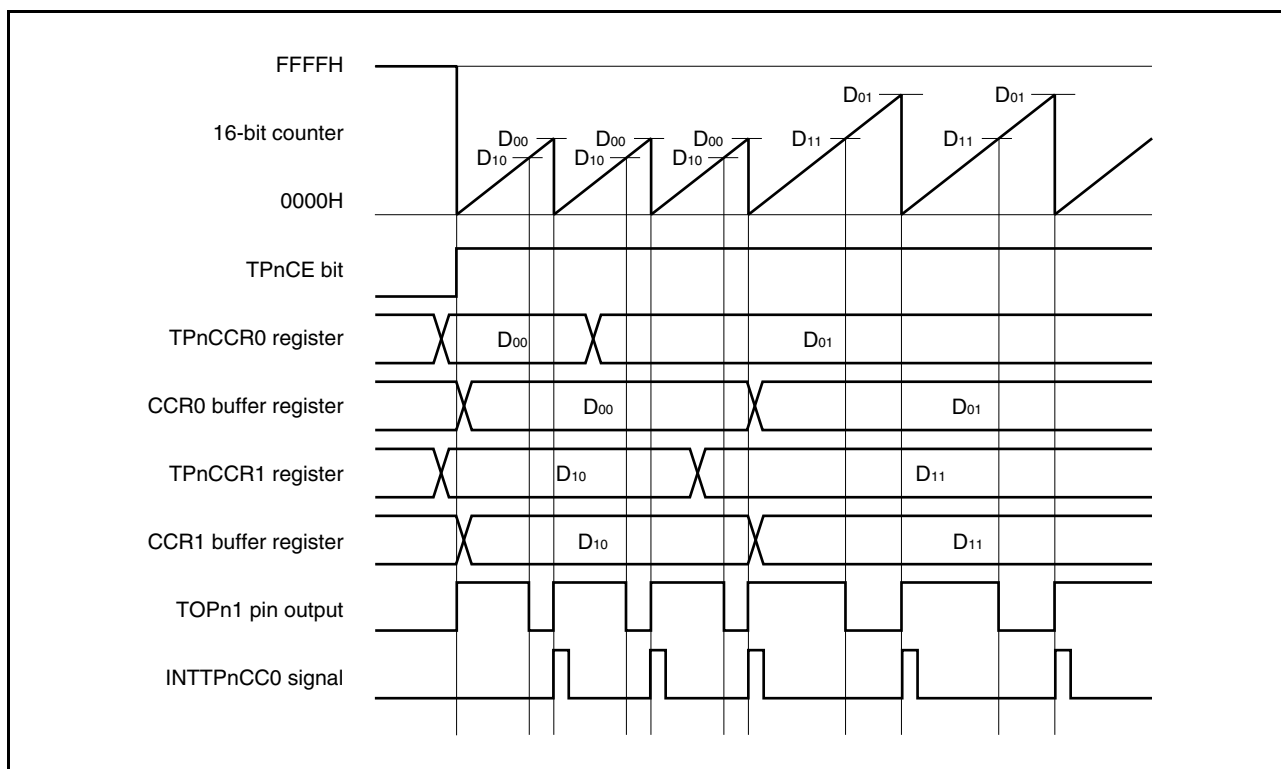 FFFFH
D01 D01
16-bit counter D00 D00 D00 D11 D11
D10 D10 D10
0000H
TPnCE bit
TPnCCR0 register D00 D01
CCR0 buffer register D00 D01
TPnCCR1 register D10 D11
CCR1 buffer register D10 D11
TOPn1 pin output
INTTPnCC0 signal